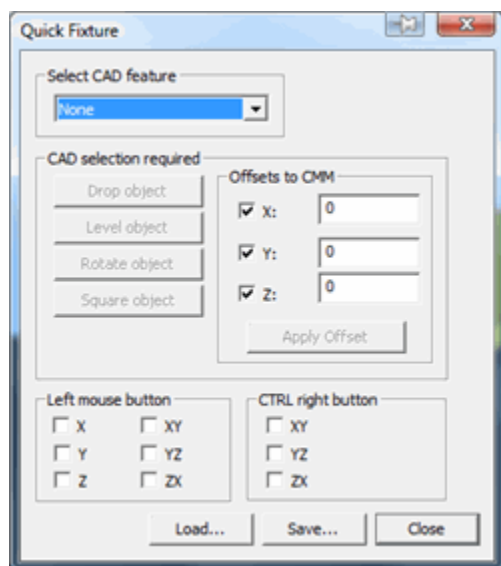 Quick Fixture
Select CAD feature
None
CAD selection required
Drop object
Level object
Rotate object
Square object
Offsets to CMM
X: 0
Y: 0
Z: 0
Apply Offset
Left mouse button
X XY
Y YZ
Z ZX
CTRL right button
XY
YZ
ZX
Load... Save... Close